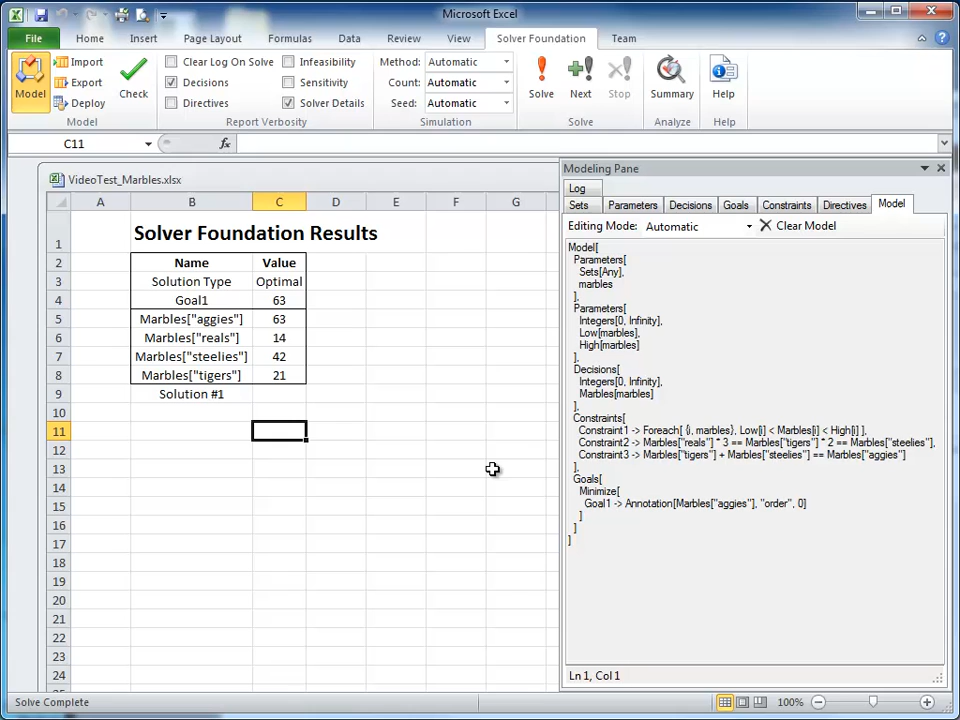 Microsoft Excel
File Home Insert Page Layout Formulas Data Review View Solver Foundation Team
Model
Import
Export
Deploy
Check
Model
Clear Log On Solve
Decisions
Directives
Infeasibility
Sensitivity
Solver Details
Report Verbosity
Method: Automatic
Count: Automatic
Seed: Automatic
Simulation
Solve Next Stop
Solve
Summary
Analyze
Help
Help
C11
fx
VideoTest_Marbles.xlsx
A B C D E F G
1 Solver Foundation Results
2 Name Value
3 Solution Type Optimal
4 Goal1 63
5 Marbles["aggies"] 63
6 Marbles["reals"] 14
7 Marbles["steelies"] 42
8 Marbles["tigers"] 21
9 Solution #1
10
11
12
13
14
15
16
17
18
19
20
21
22
23
24
Modeling Pane
Log
Sets Parameters Decisions Goals Constraints Directives Model
Editing Mode: Automatic Clear Model
Model[
Parameters[
Sets[Any],
marbles
],
Parameters[
Integers[0, Infinity],
Low[marbles],
High[marbles]
],
Decisions[
Integers[0, Infinity],
Marbles[marbles]
],
Constraints[
Constraint1 -> Foreach[ {i, marbles}, Low[i] < Marbles[i] < High[i] ],
Constraint2 -> Marbles["reals"] * 3 == Marbles["tigers"] * 2 == Marbles["steelies"],
Constraint3 -> Marbles["tigers"] + Marbles["steelies"] == Marbles["aggies"]
],
Goals[
Minimize[
Goal1 -> Annotation[Marbles["aggies"], "order", 0]
]
]
]
Ln 1, Col 1
Solve Complete
100%